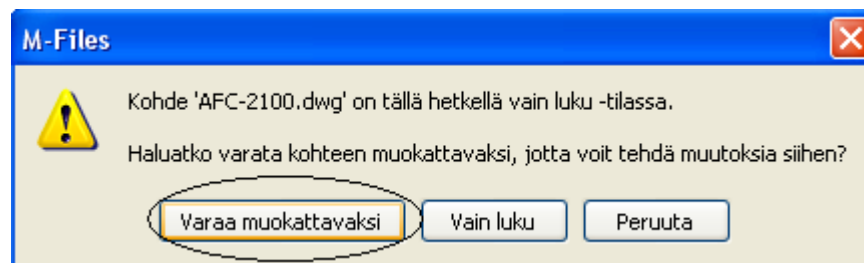 M-Files
Kohde 'AFC-2100.dwg' on tällä hetkellä vain luku -tilassa.
Haluatko varata kohteen muokattavaksi, jotta voit tehdä muutoksia siihen?
Varaa muokattavaksi Vain luku Peruuta